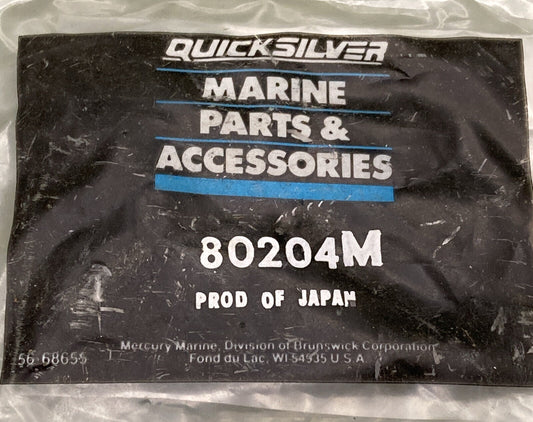 QUICKSILVER
MARINE
PARTS &
ACCESSORIES
80204M
PROD OF JAPAN
Mercury Marine, Division of Brunswick Corporation
56-68655 Fond du Lac, WI 54935 U S A